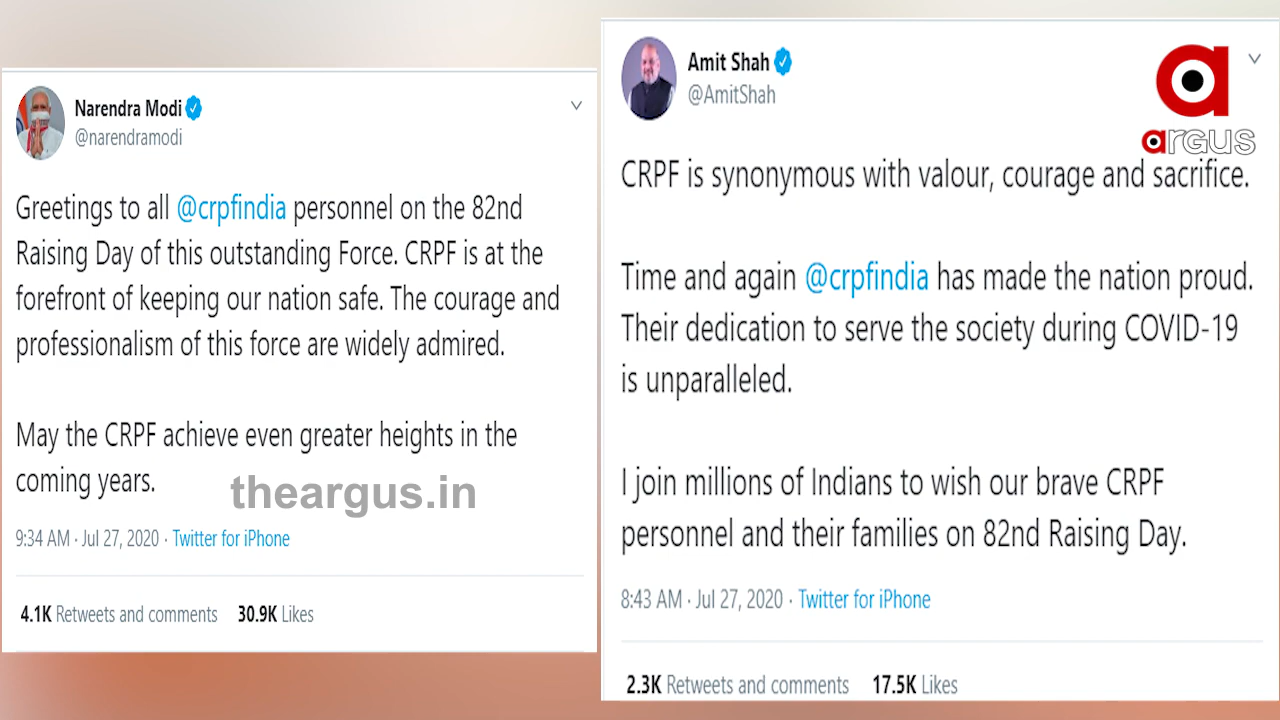 Narendra Modi
@narendramodi
Greetings to all @crpfindia personnel on the 82nd
Raising Day of this outstanding Force. CRPF is at the
forefront of keeping our nation safe. The courage and
professionalism of this force are widely admired.
May the CRPF achieve even greater heights in the
coming years.
theargus.in
9:34 AM · Jul 27, 2020 · Twitter for iPhone
4.1K Retweets and comments 30.9K Likes
Amit Shah
@AmitShah
a
argus
CRPF is synonymous with valour, courage and sacrifice.
Time and again @crpfindia has made the nation proud.
Their dedication to serve the society during COVID-19
is unparalleled.
I join millions of Indians to wish our brave CRPF
personnel and their families on 82nd Raising Day.
8:43 AM · Jul 27, 2020 · Twitter for iPhone
2.3K Retweets and comments 17.5K Likes